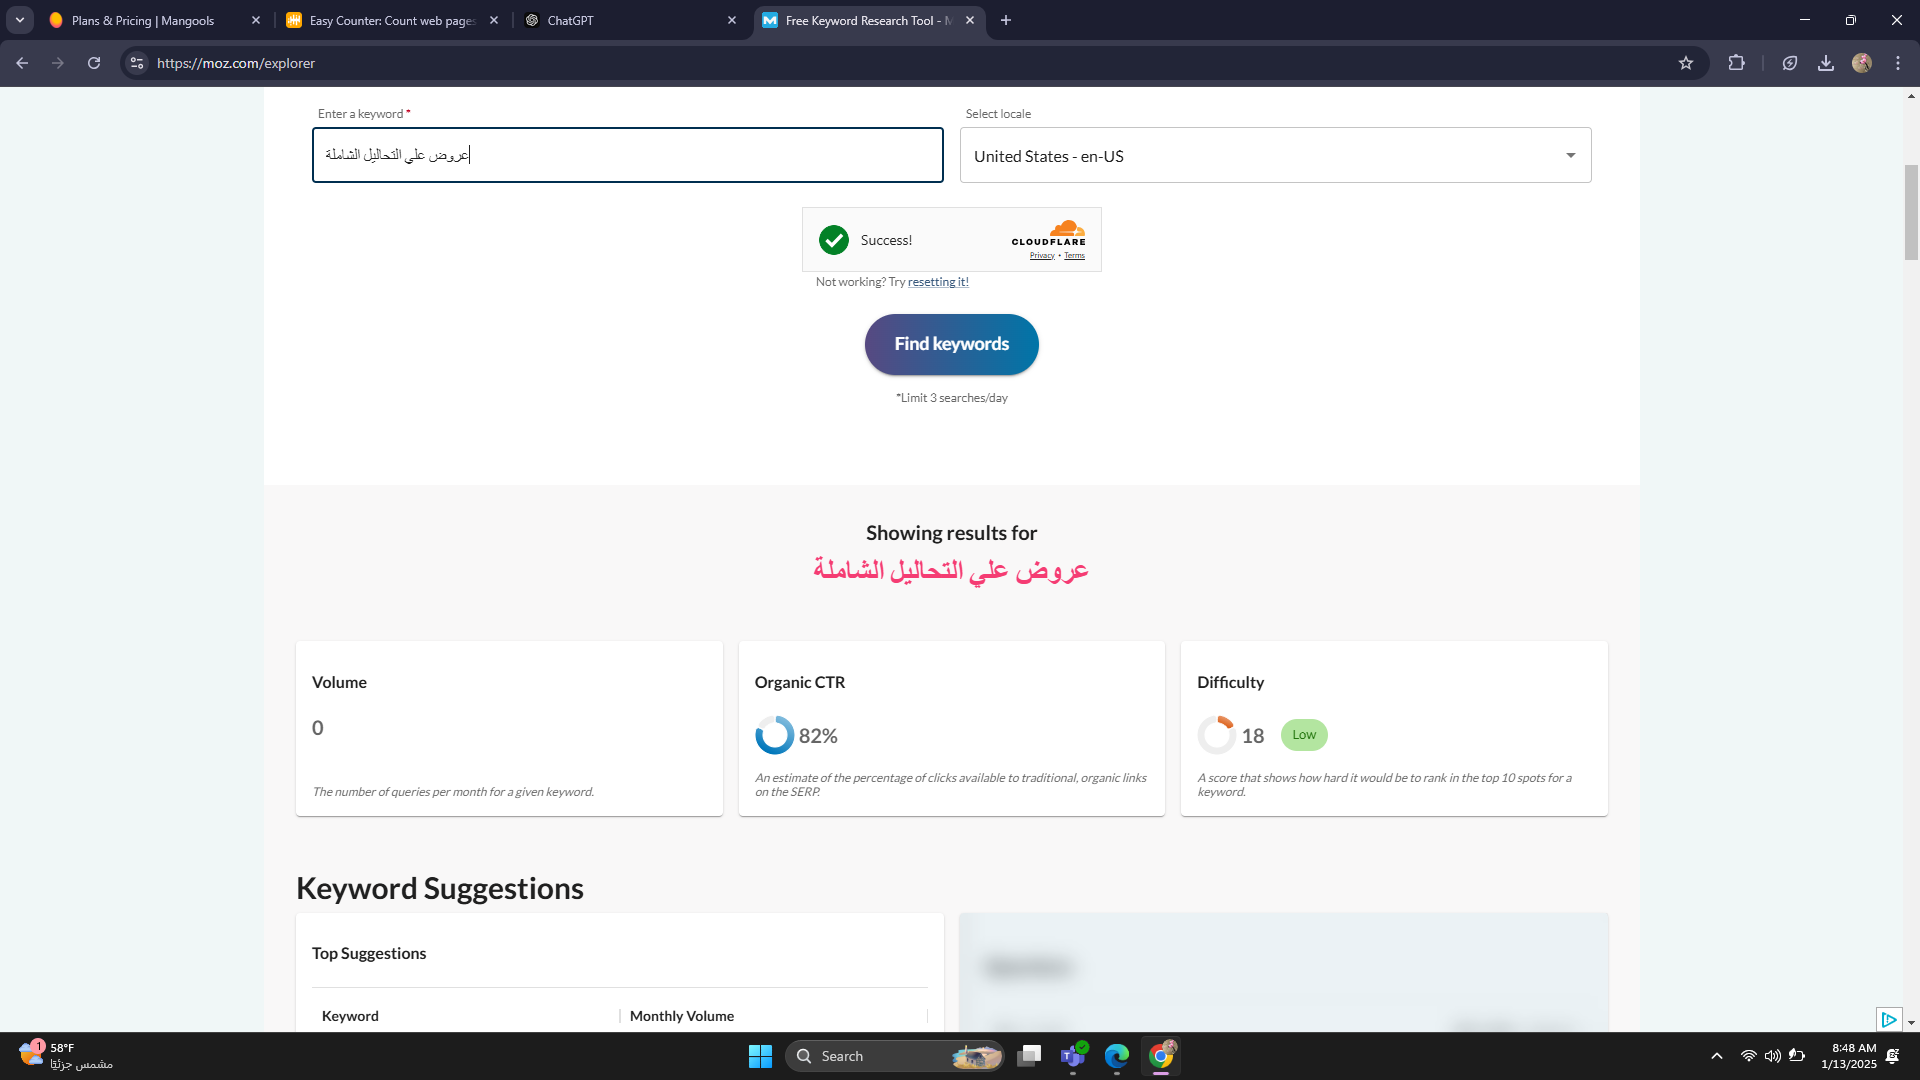 Plans & Pricing | Mangools
Easy Counter: Count web pages
ChatGPT
Free Keyword Research Tool - M
https://moz.com/explorer
Enter a keyword *
Select locale
عروض علي التحاليل الشاملة
United States - en-US
Success!
CLOUDFLARE
Privacy • Terms
Not working? Try resetting it!
Find keywords
*Limit 3 searches/day
Showing results for
عروض علي التحاليل الشاملة
Volume
0
The number of queries per month for a given keyword.
Organic CTR
82%
An estimate of the percentage of clicks available to traditional, organic links
on the SERP.
Difficulty
18
Low
A score that shows how hard it would be to rank in the top 10 spots for a
keyword.
Keyword Suggestions
Top Suggestions
Keyword
Monthly Volume
1
58°F
مشمس جزئيًا
Search
8:48 AM
1/13/2025